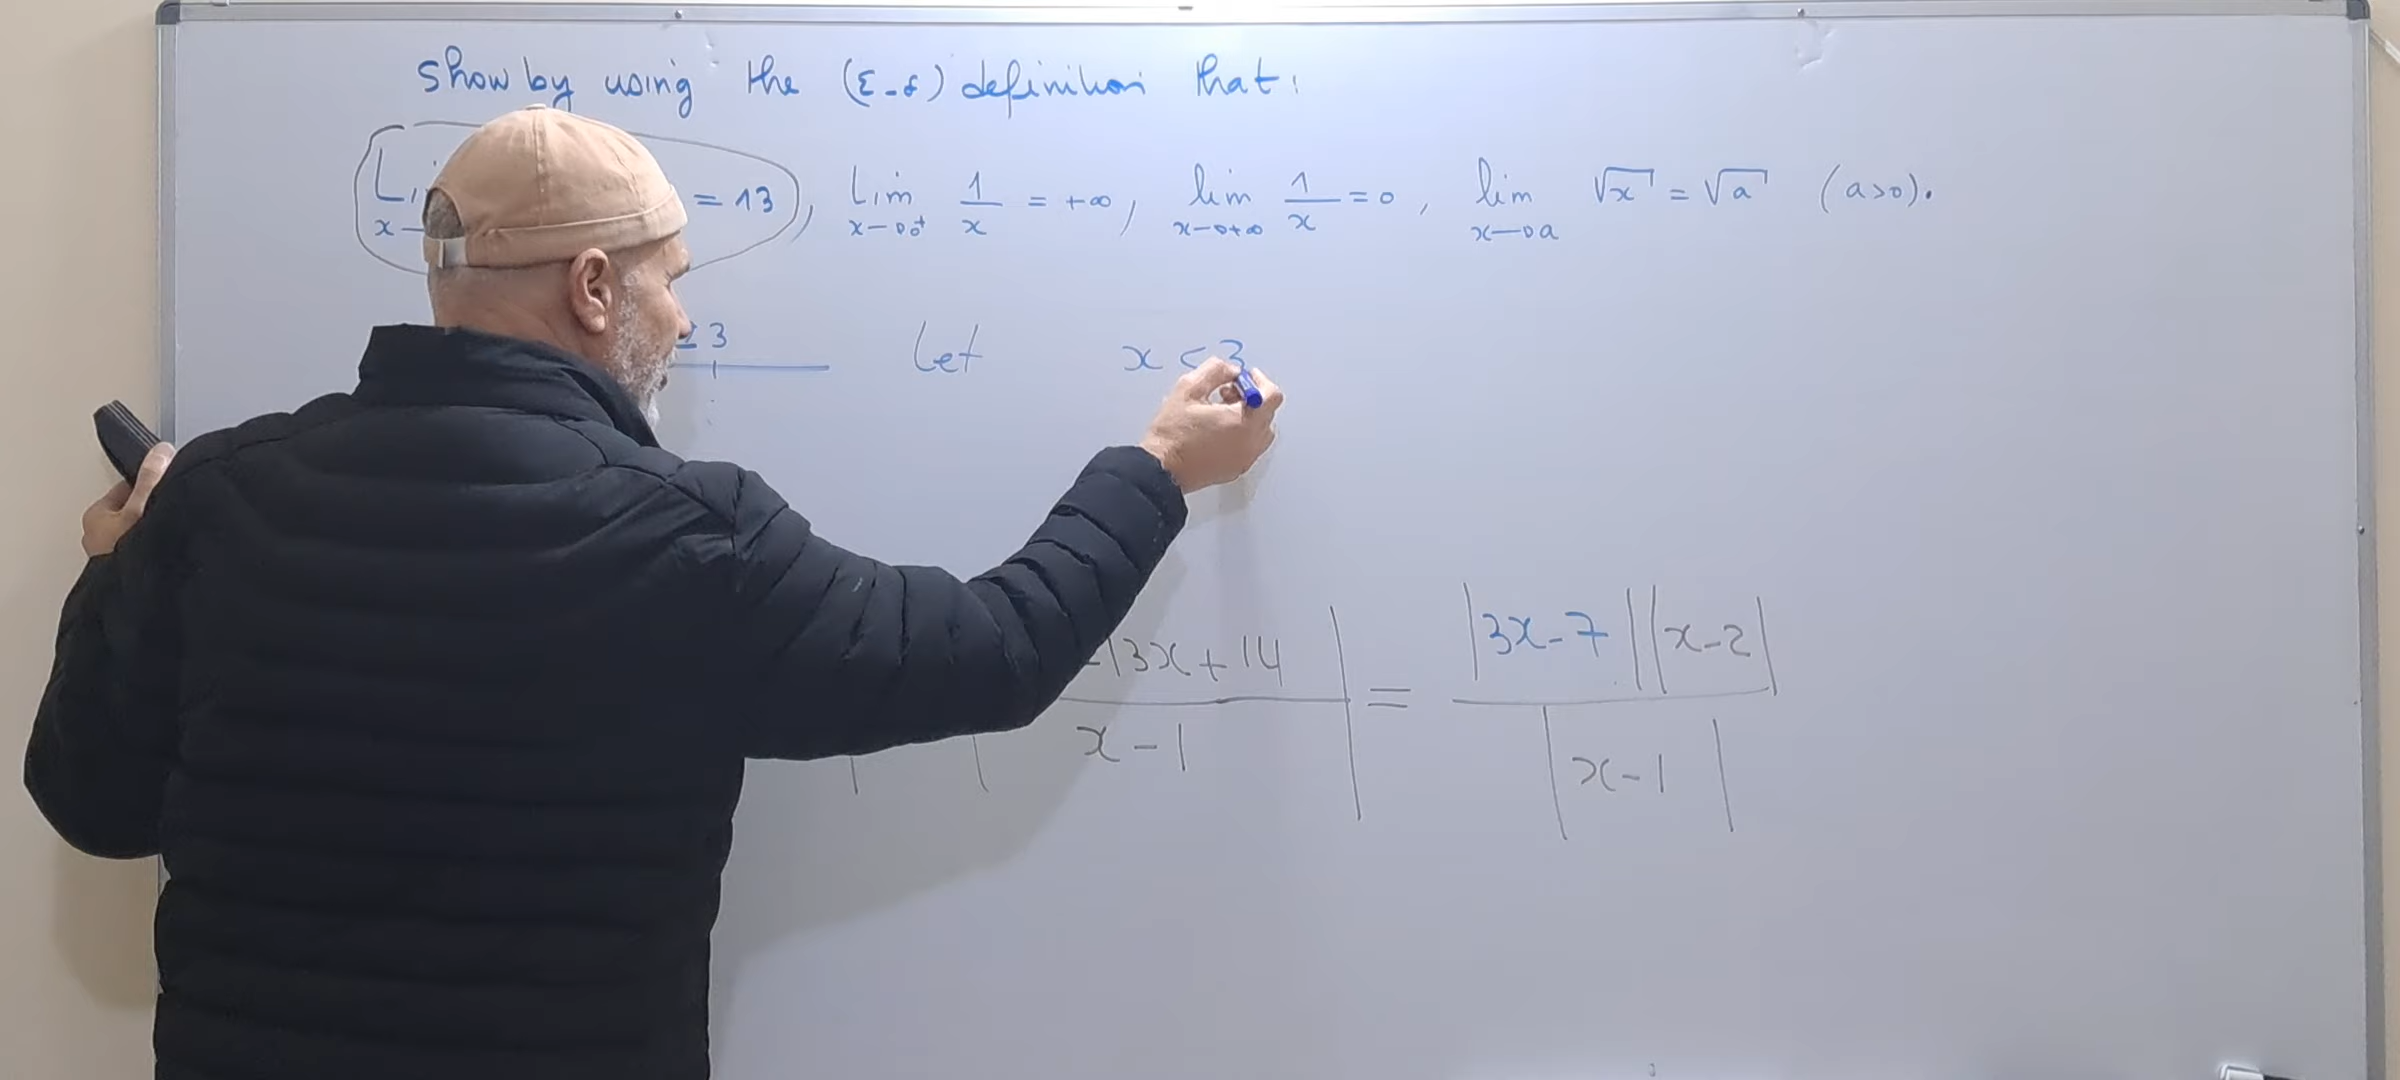 Show by using the (Ɛ-δ) definition that:
= 13 , Lim x→0⁺ 1/x = +∞ , lim x→+∞ 1/x = 0 , lim x→a √x = √a (a>0).
3 Let x < 3
13x + 14 / x - 1 | = |3x - 7||x - 2| / |x - 1|